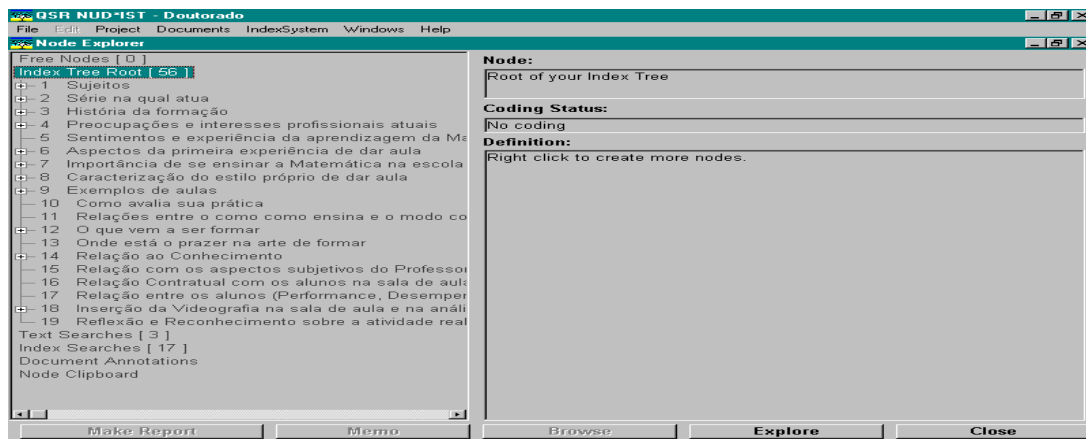 QSR NUD*IST - Doutorado
File Edit Project Documents IndexSystem Windows Help
Node Explorer
Free Nodes [ 0 ]
Index Tree Root [ 56 ]
1 Sujeitos
2 Série na qual atua
3 História da formação
4 Preocupações e interesses profissionais atuais
5 Sentimentos e experiência da aprendizagem da Ma
6 Aspectos da primeira experiência de dar aula
7 Importância de se ensinar a Matemática na escola
8 Caracterização do estilo próprio de dar aula
9 Exemplos de aulas
10 Como avalia sua prática
11 Relações entre o como como ensina e o modo co
12 O que vem a ser formar
13 Onde está o prazer na arte de formar
14 Relação ao Conhecimento
15 Relação com os aspectos subjetivos do Professor
16 Relação Contratual com os alunos na sala de aula
17 Relação entre os alunos (Performance, Desemper
18 Inserção da Videografia na sala de aula e na análi
19 Reflexão e Reconhecimento sobre a atividade real
Text Searches [ 3 ]
Index Searches [ 17 ]
Document Annotations
Node Clipboard
Node:
Root of your Index Tree
Coding Status:
No coding
Definition:
Right click to create more nodes.
Make Report Memo Browse Explore Close